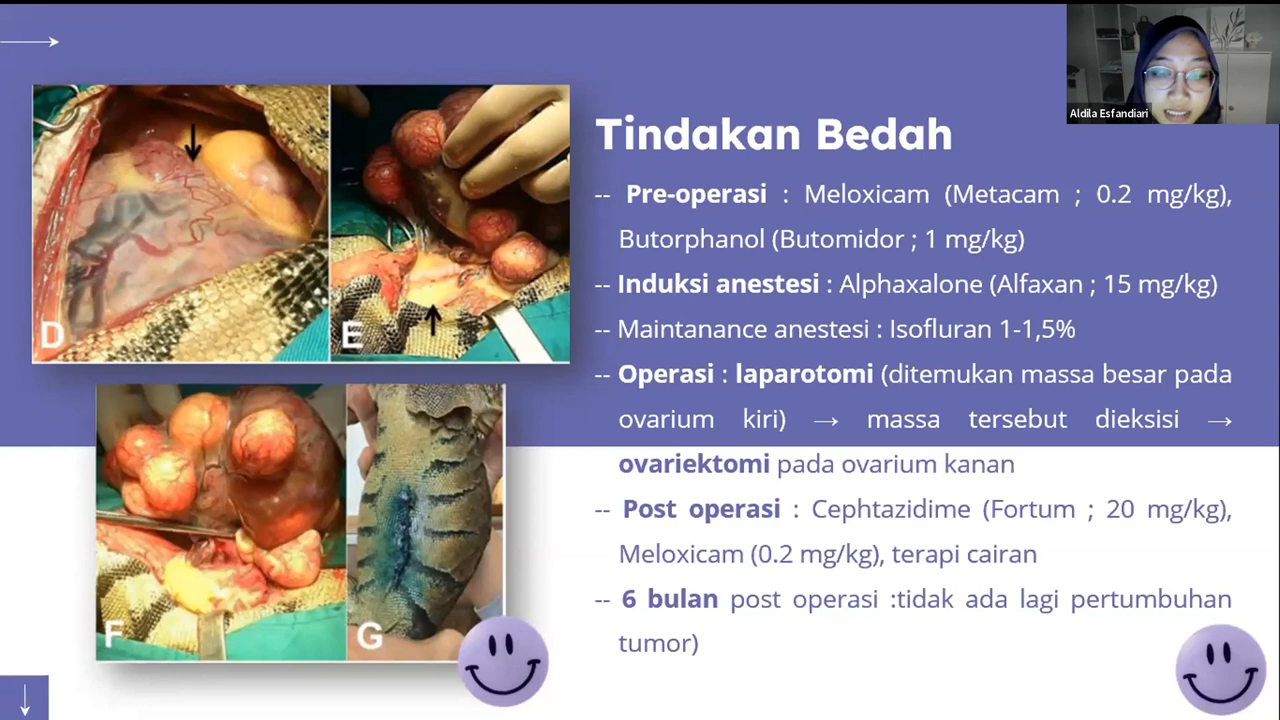 Aldila Esfandiari
Tindakan Bedah
-- Pre-operasi : Meloxicam (Metacam ; 0.2 mg/kg),
Butorphanol (Butomidor ; 1 mg/kg)
-- Induksi anestesi : Alphaxalone (Alfaxan ; 15 mg/kg)
-- Maintanance anestesi : Isofluran 1-1,5%
-- Operasi : laparotomi (ditemukan massa besar pada
ovarium kiri) → massa tersebut dieksisi →
ovariektomi pada ovarium kanan
-- Post operasi : Cephtazidime (Fortum ; 20 mg/kg),
Meloxicam (0.2 mg/kg), terapi cairan
-- 6 bulan post operasi :tidak ada lagi pertumbuhan
tumor)
D
E
F
G